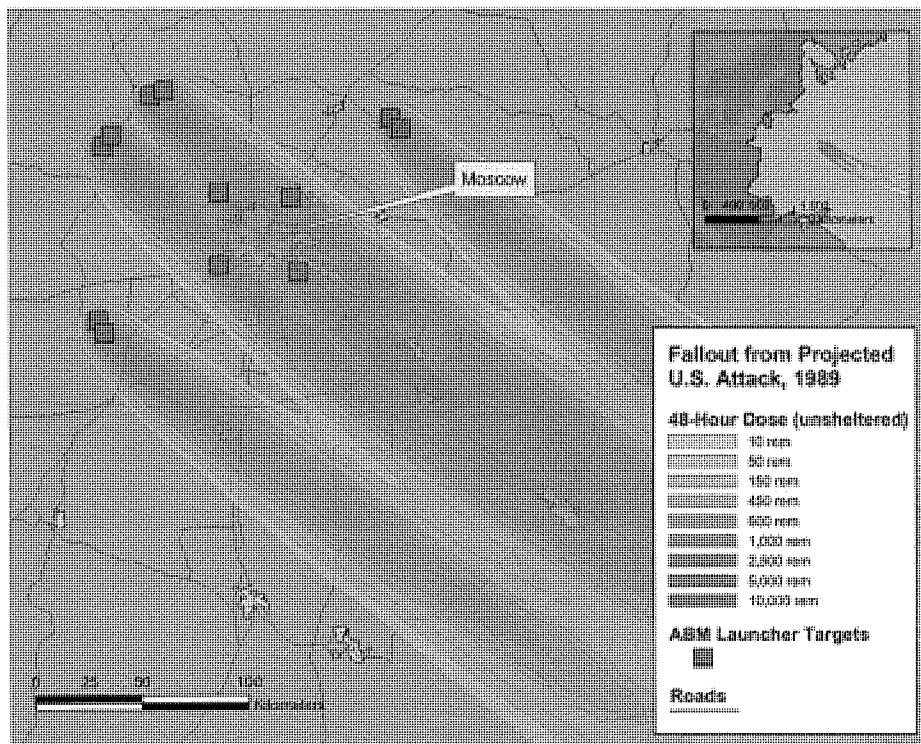 Moscow
Fallout from Projected
U.S. Attack, 1989
48-Hour Dose (unsheltered)
10 rem
50 rem
150 rem
450 rem
600 rem
1,000 rem
2,500 rem
5,000 rem
10,000 rem
ABM Launcher Targets
Roads
0 25 50 100
Kilometers